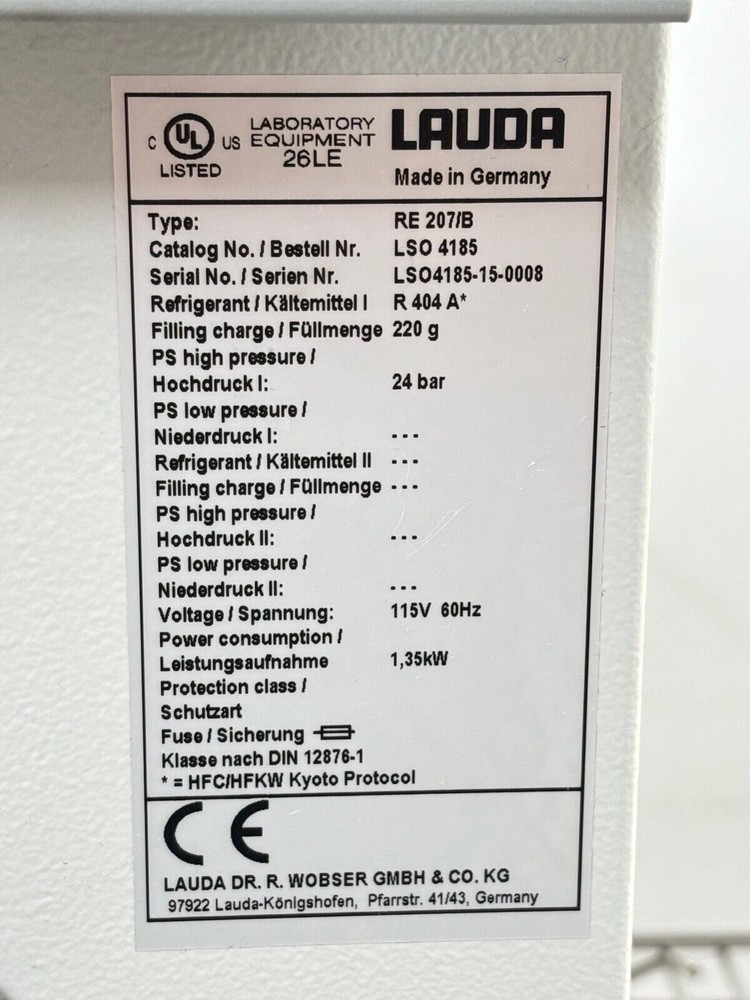 C UL US LABORATORY LAUDA
EQUIPMENT
LISTED 26LE Made in Germany
Type: RE 207/B
Catalog No. / Bestell Nr. LSO 4185
Serial No. / Serien Nr. LSO4185-15-0008
Refrigerant / Kältemittel I R 404 A*
Filling charge / Füllmenge 220 g
PS high pressure /
Hochdruck I: 24 bar
PS low pressure /
Niederdruck I: ---
Refrigerant / Kältemittel II ---
Filling charge / Füllmenge ---
PS high pressure /
Hochdruck II: ---
PS low pressure /
Niederdruck II: ---
Voltage / Spannung: 115V 60Hz
Power consumption /
Leistungsaufnahme 1,35kW
Protection class /
Schutzart
Fuse / Sicherung
Klasse nach DIN 12876-1
* = HFC/HFKW Kyoto Protocol
CE
LAUDA DR. R. WOBSER GMBH & CO. KG
97922 Lauda-Königshofen, Pfarrstr. 41/43, Germany